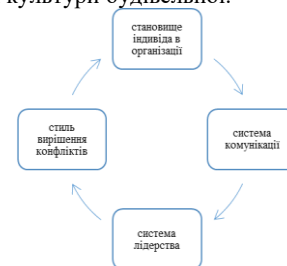 культури будівельної.
становище
індивіда в
організації
система
комунікації
система
лідерства
стиль
вирішення
конфліктів